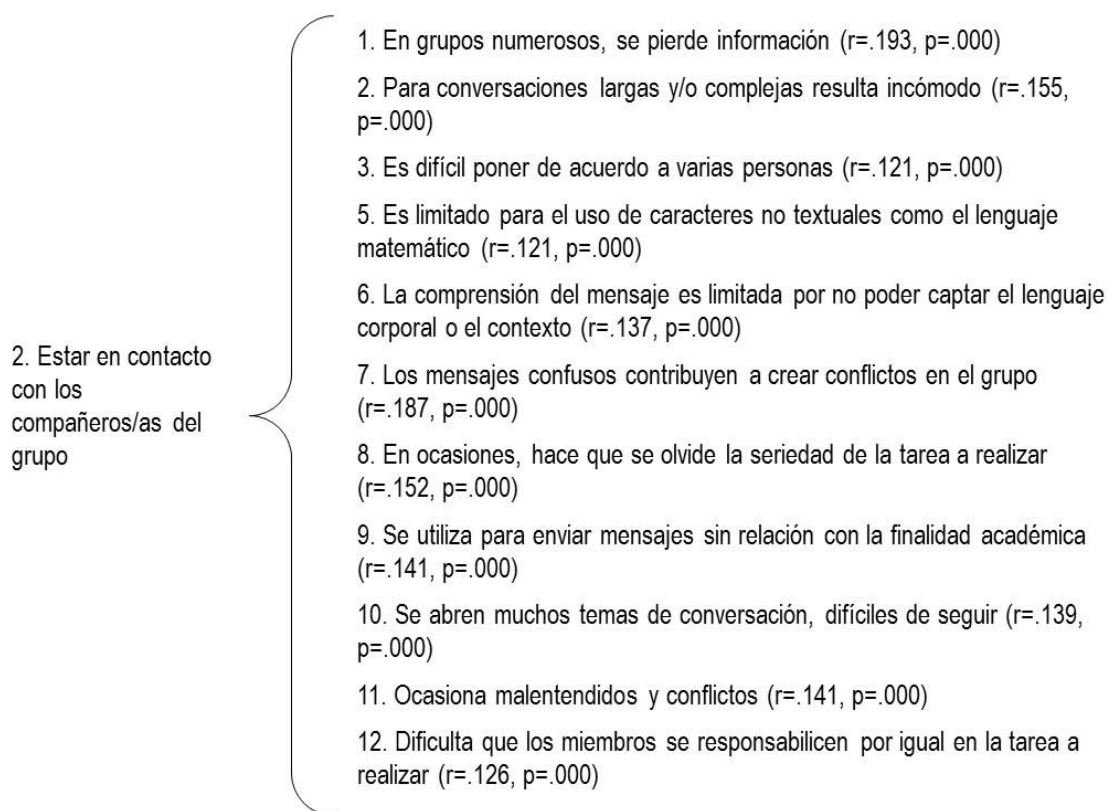 2. Estar en contacto
con los
compañeros/as del
grupo
1. En grupos numerosos, se pierde información (r=.193, p=.000)
2. Para conversaciones largas y/o complejas resulta incómodo (r=.155,
p=.000)
3. Es difícil poner de acuerdo a varias personas (r=.121, p=.000)
5. Es limitado para el uso de caracteres no textuales como el lenguaje
matemático (r=.121, p=.000)
6. La comprensión del mensaje es limitada por no poder captar el lenguaje
corporal o el contexto (r=.137, p=.000)
7. Los mensajes confusos contribuyen a crear conflictos en el grupo
(r=.187, p=.000)
8. En ocasiones, hace que se olvide la seriedad de la tarea a realizar
(r=.152, p=.000)
9. Se utiliza para enviar mensajes sin relación con la finalidad académica
(r=.141, p=.000)
10. Se abren muchos temas de conversación, difíciles de seguir (r=.139,
p=.000)
11. Ocasiona malentendidos y conflictos (r=.141, p=.000)
12. Dificulta que los miembros se responsabilicen por igual en la tarea a
realizar (r=.126, p=.000)